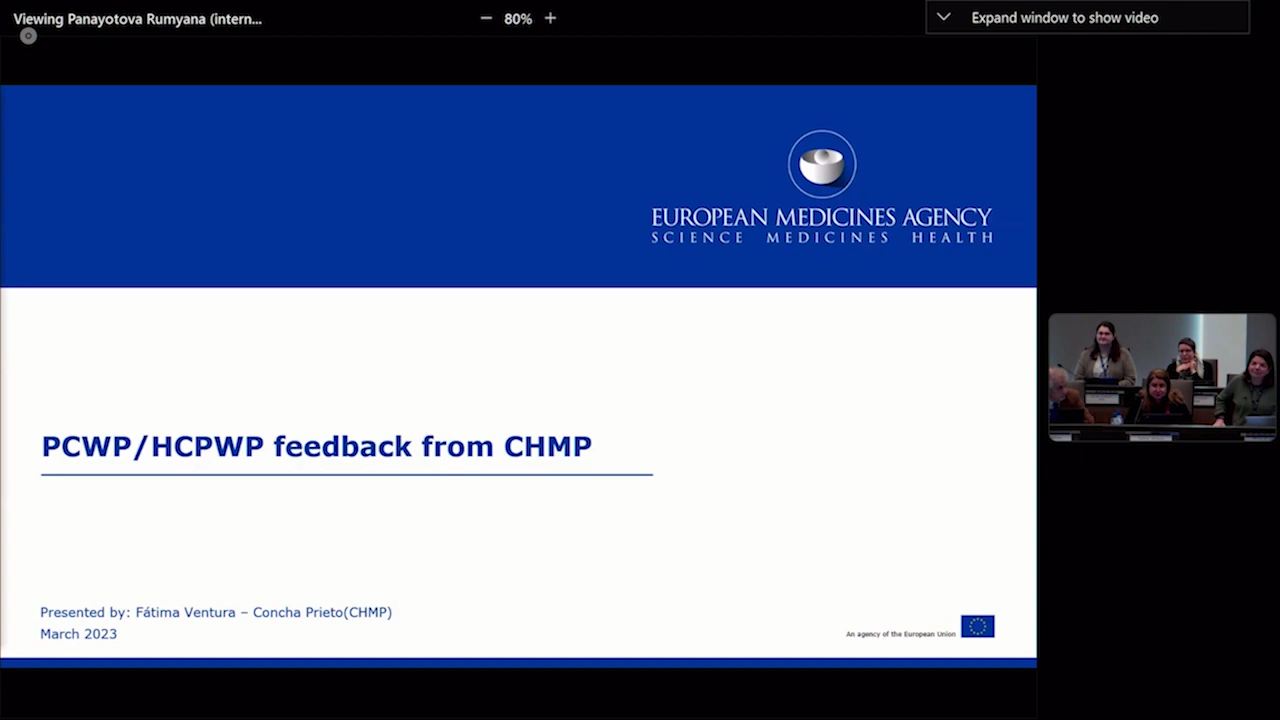 Viewing Panayotova Rumyana (intern...
80%
Expand window to show video
EUROPEAN MEDICINES AGENCY
SCIENCE MEDICINES HEALTH
PCWP/HCPWP feedback from CHMP
Presented by: Fátima Ventura – Concha Prieto(CHMP)
March 2023
An agency of the European Union